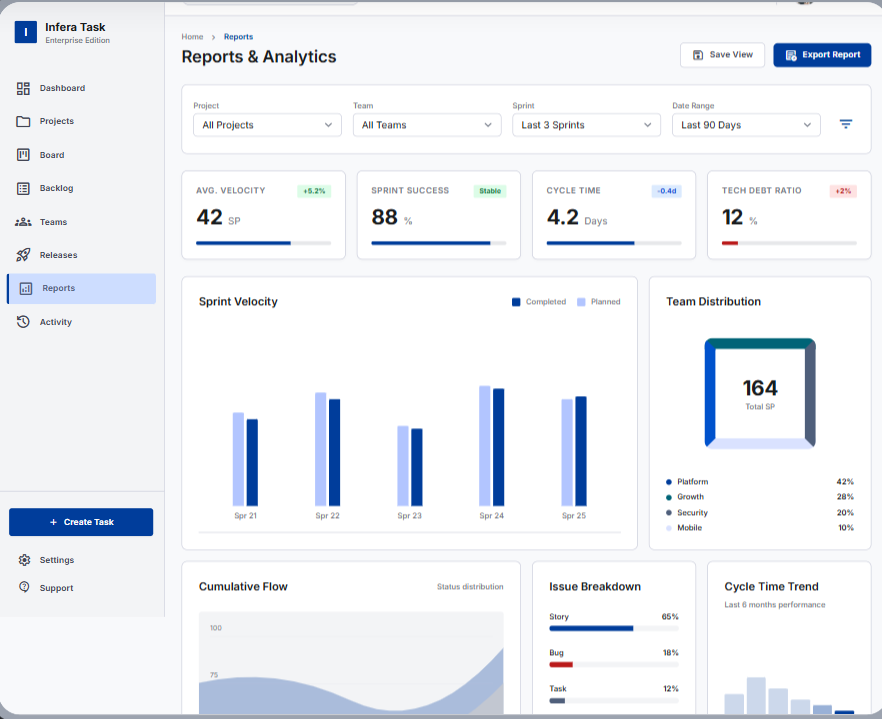 I
Infera Task
Enterprise Edition
Dashboard
Projects
Board
Backlog
Teams
Releases
Reports
Activity
+ Create Task
Settings
Support
Home > Reports
Reports & Analytics
Save View
Export Report
Project
All Projects
Team
All Teams
Sprint
Last 3 Sprints
Date Range
Last 90 Days
AVG. VELOCITY
+5.2%
42 SP
SPRINT SUCCESS
Stable
88 %
CYCLE TIME
-0.4d
4.2 Days
TECH DEBT RATIO
+2%
12 %
Sprint Velocity
Completed
Planned
Spr 21
Spr 22
Spr 23
Spr 24
Spr 25
Team Distribution
164
Total SP
Platform 42%
Growth 28%
Security 20%
Mobile 10%
Cumulative Flow
Status distribution
100
75
Issue Breakdown
Story 65%
Bug 18%
Task 12%
Cycle Time Trend
Last 6 months performance